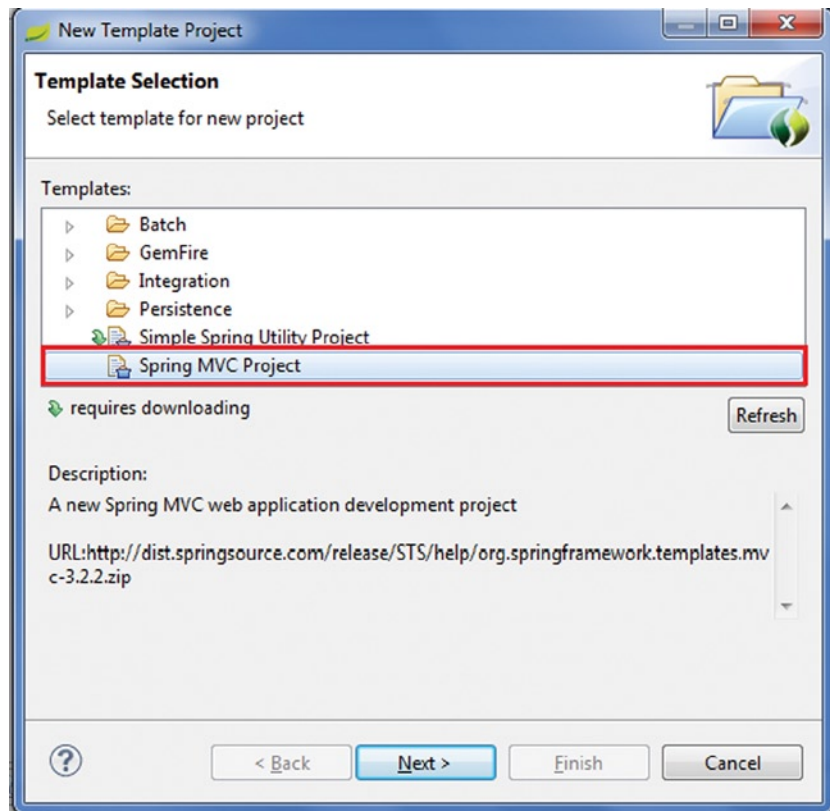 New Template Project
Template Selection
Select template for new project
Templates:
Batch
GemFire
Integration
Persistence
Simple Spring Utility Project
Spring MVC Project
requires downloading
Refresh
Description:
A new Spring MVC web application development project
URL:http://dist.springsource.com/release/STS/help/org.springframework.templates.mv
c-3.2.2.zip
?
< Back
Next >
Finish
Cancel